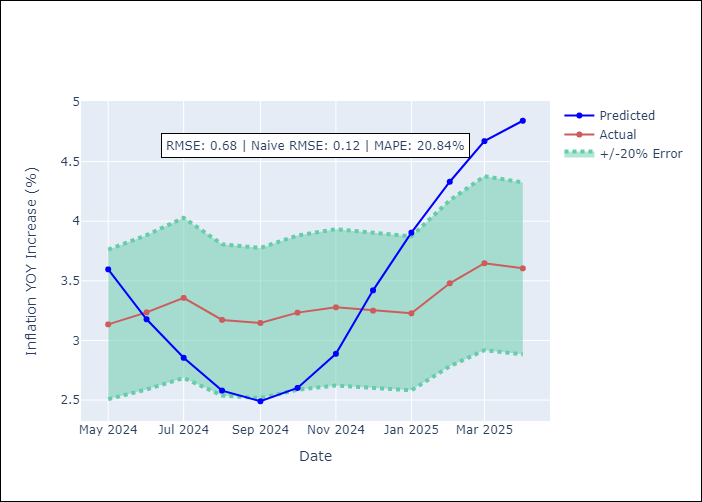 RMSE: 0.68 | Naive RMSE: 0.12 | MAPE: 20.84%
Predicted
Actual
+/-20% Error
Inflation YOY Increase (%)
5
4.5
4
3.5
3
2.5
May 2024
Jul 2024
Sep 2024
Nov 2024
Jan 2025
Mar 2025
Date